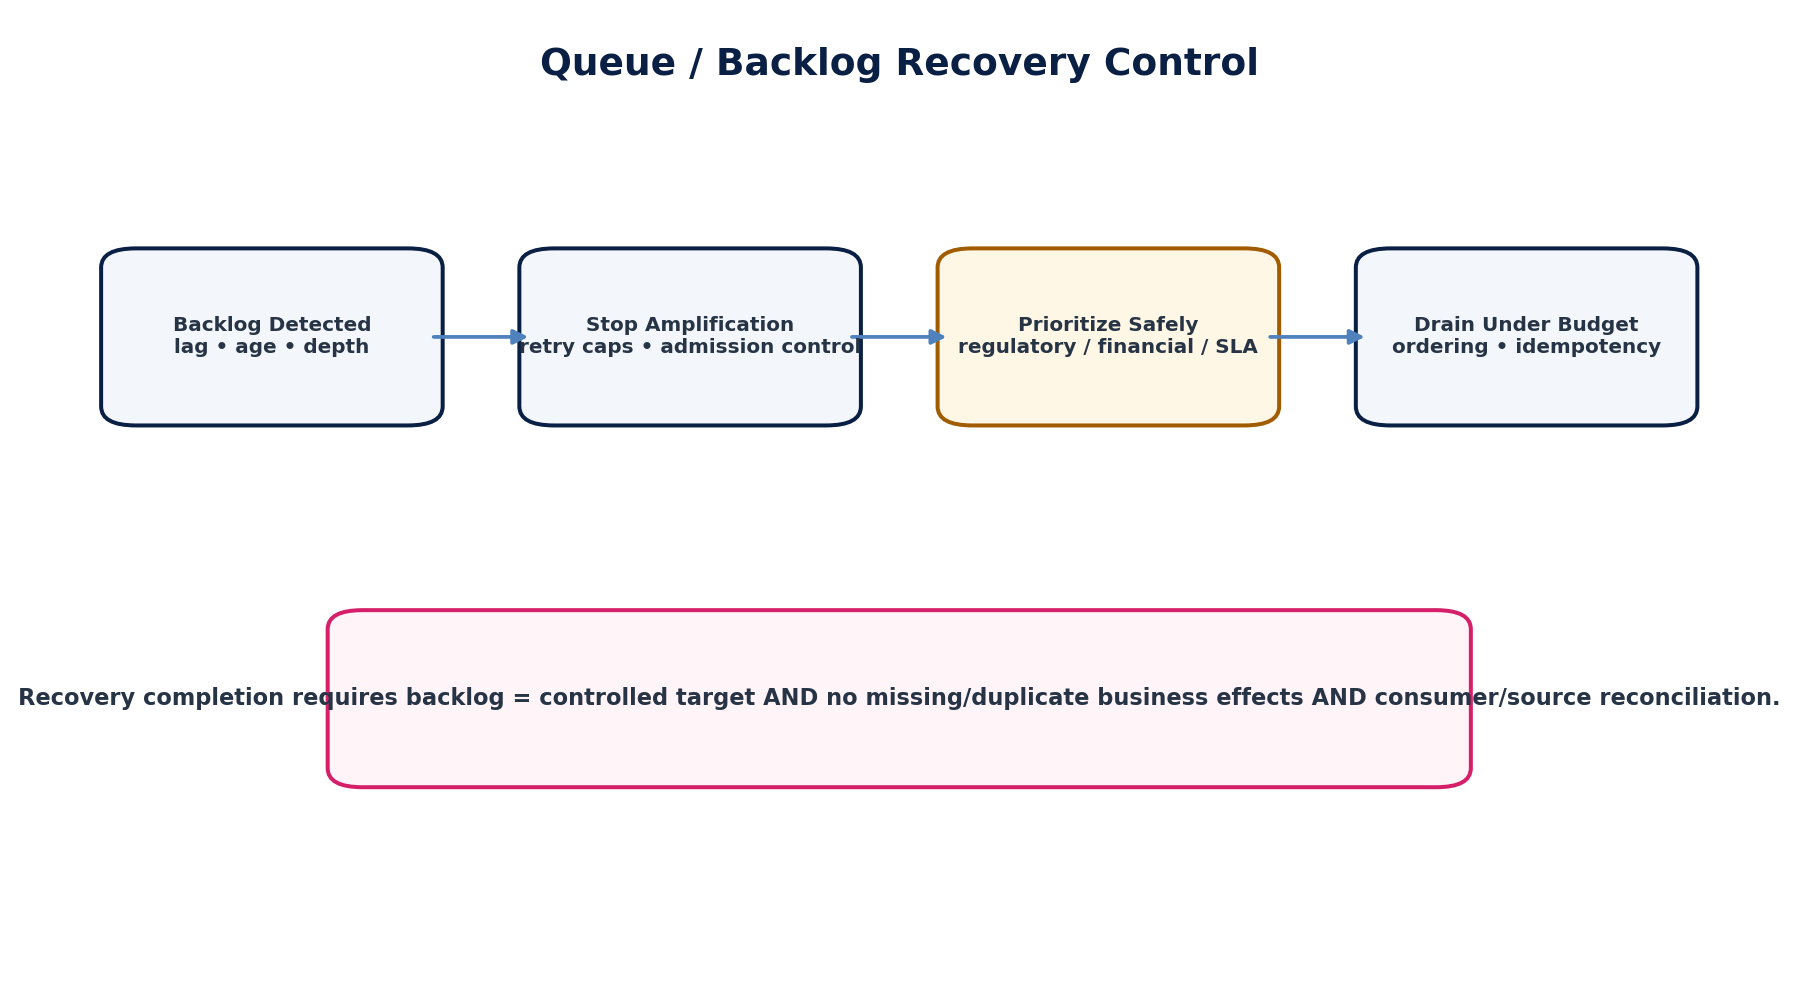 Queue / Backlog Recovery Control
Backlog Detected
lag • age • depth
Stop Amplification
retry caps • admission control
Prioritize Safely
regulatory / financial / SLA
Drain Under Budget
ordering • idempotency
Recovery completion requires backlog = controlled target AND no missing/duplicate business effects AND consumer/source reconciliation.